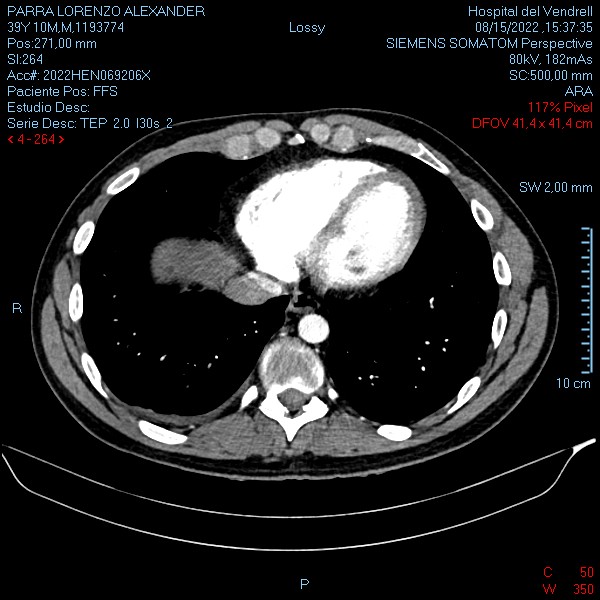 PARRA LORENZO ALEXANDER
39Y 10M,M,1193774
Pos:271,00 mm
SI:264
Acc#: 2022HEN069206X
Paciente Pos: FFS
Estudio Desc:
Serie Desc: TEP 2.0 I30s 2
< 4 - 264 >
Lossy
Hospital del Vendrell
08/15/2022 ,15:37:35
SIEMENS SOMATOM Perspective
80kV, 182mAs
SC:500,00 mm
ARA
117% Pixel
DFOV 41,4 x 41,4 cm
SW 2,00 mm
R
10 cm
P
C 50
W 350